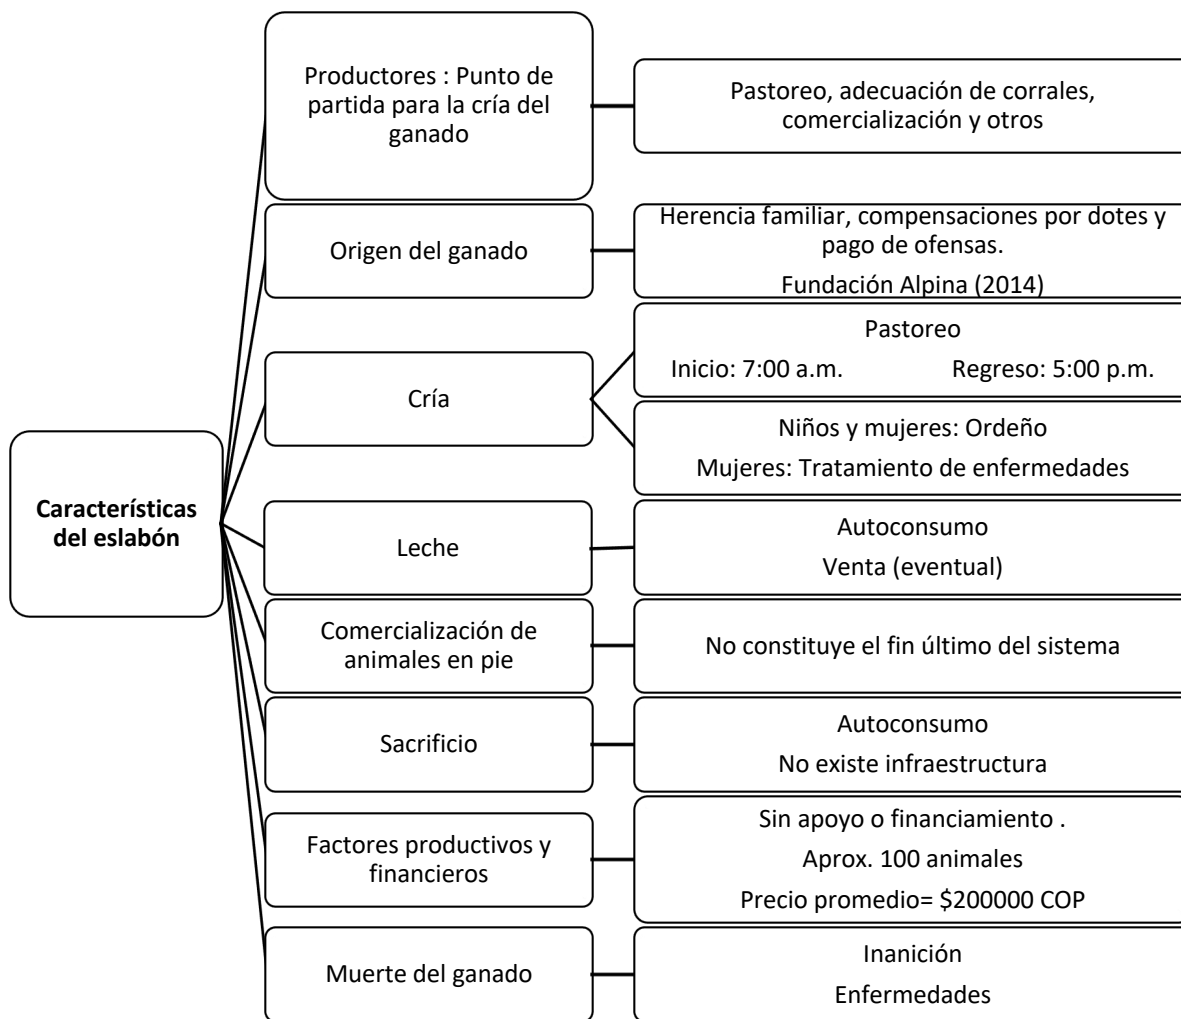 Productores : Punto de
partida para la cría del
ganado
Pastoreo, adecuación de corrales,
comercialización y otros
Origen del ganado
Herencia familiar, compensaciones por dotes y
pago de ofensas.
Fundación Alpina (2014)
Cría
Pastoreo
Inicio: 7:00 a.m. Regreso: 5:00 p.m.
Niños y mujeres: Ordeño
Mujeres: Tratamiento de enfermedades
Características
del eslabón
Leche
Autoconsumo
Venta (eventual)
Comercialización de
animales en pie
No constituye el fin último del sistema
Sacrificio
Autoconsumo
No existe infraestructura
Factores productivos y
financieros
Sin apoyo o financiamiento .
Aprox. 100 animales
Precio promedio= $200000 COP
Muerte del ganado
Inanición
Enfermedades